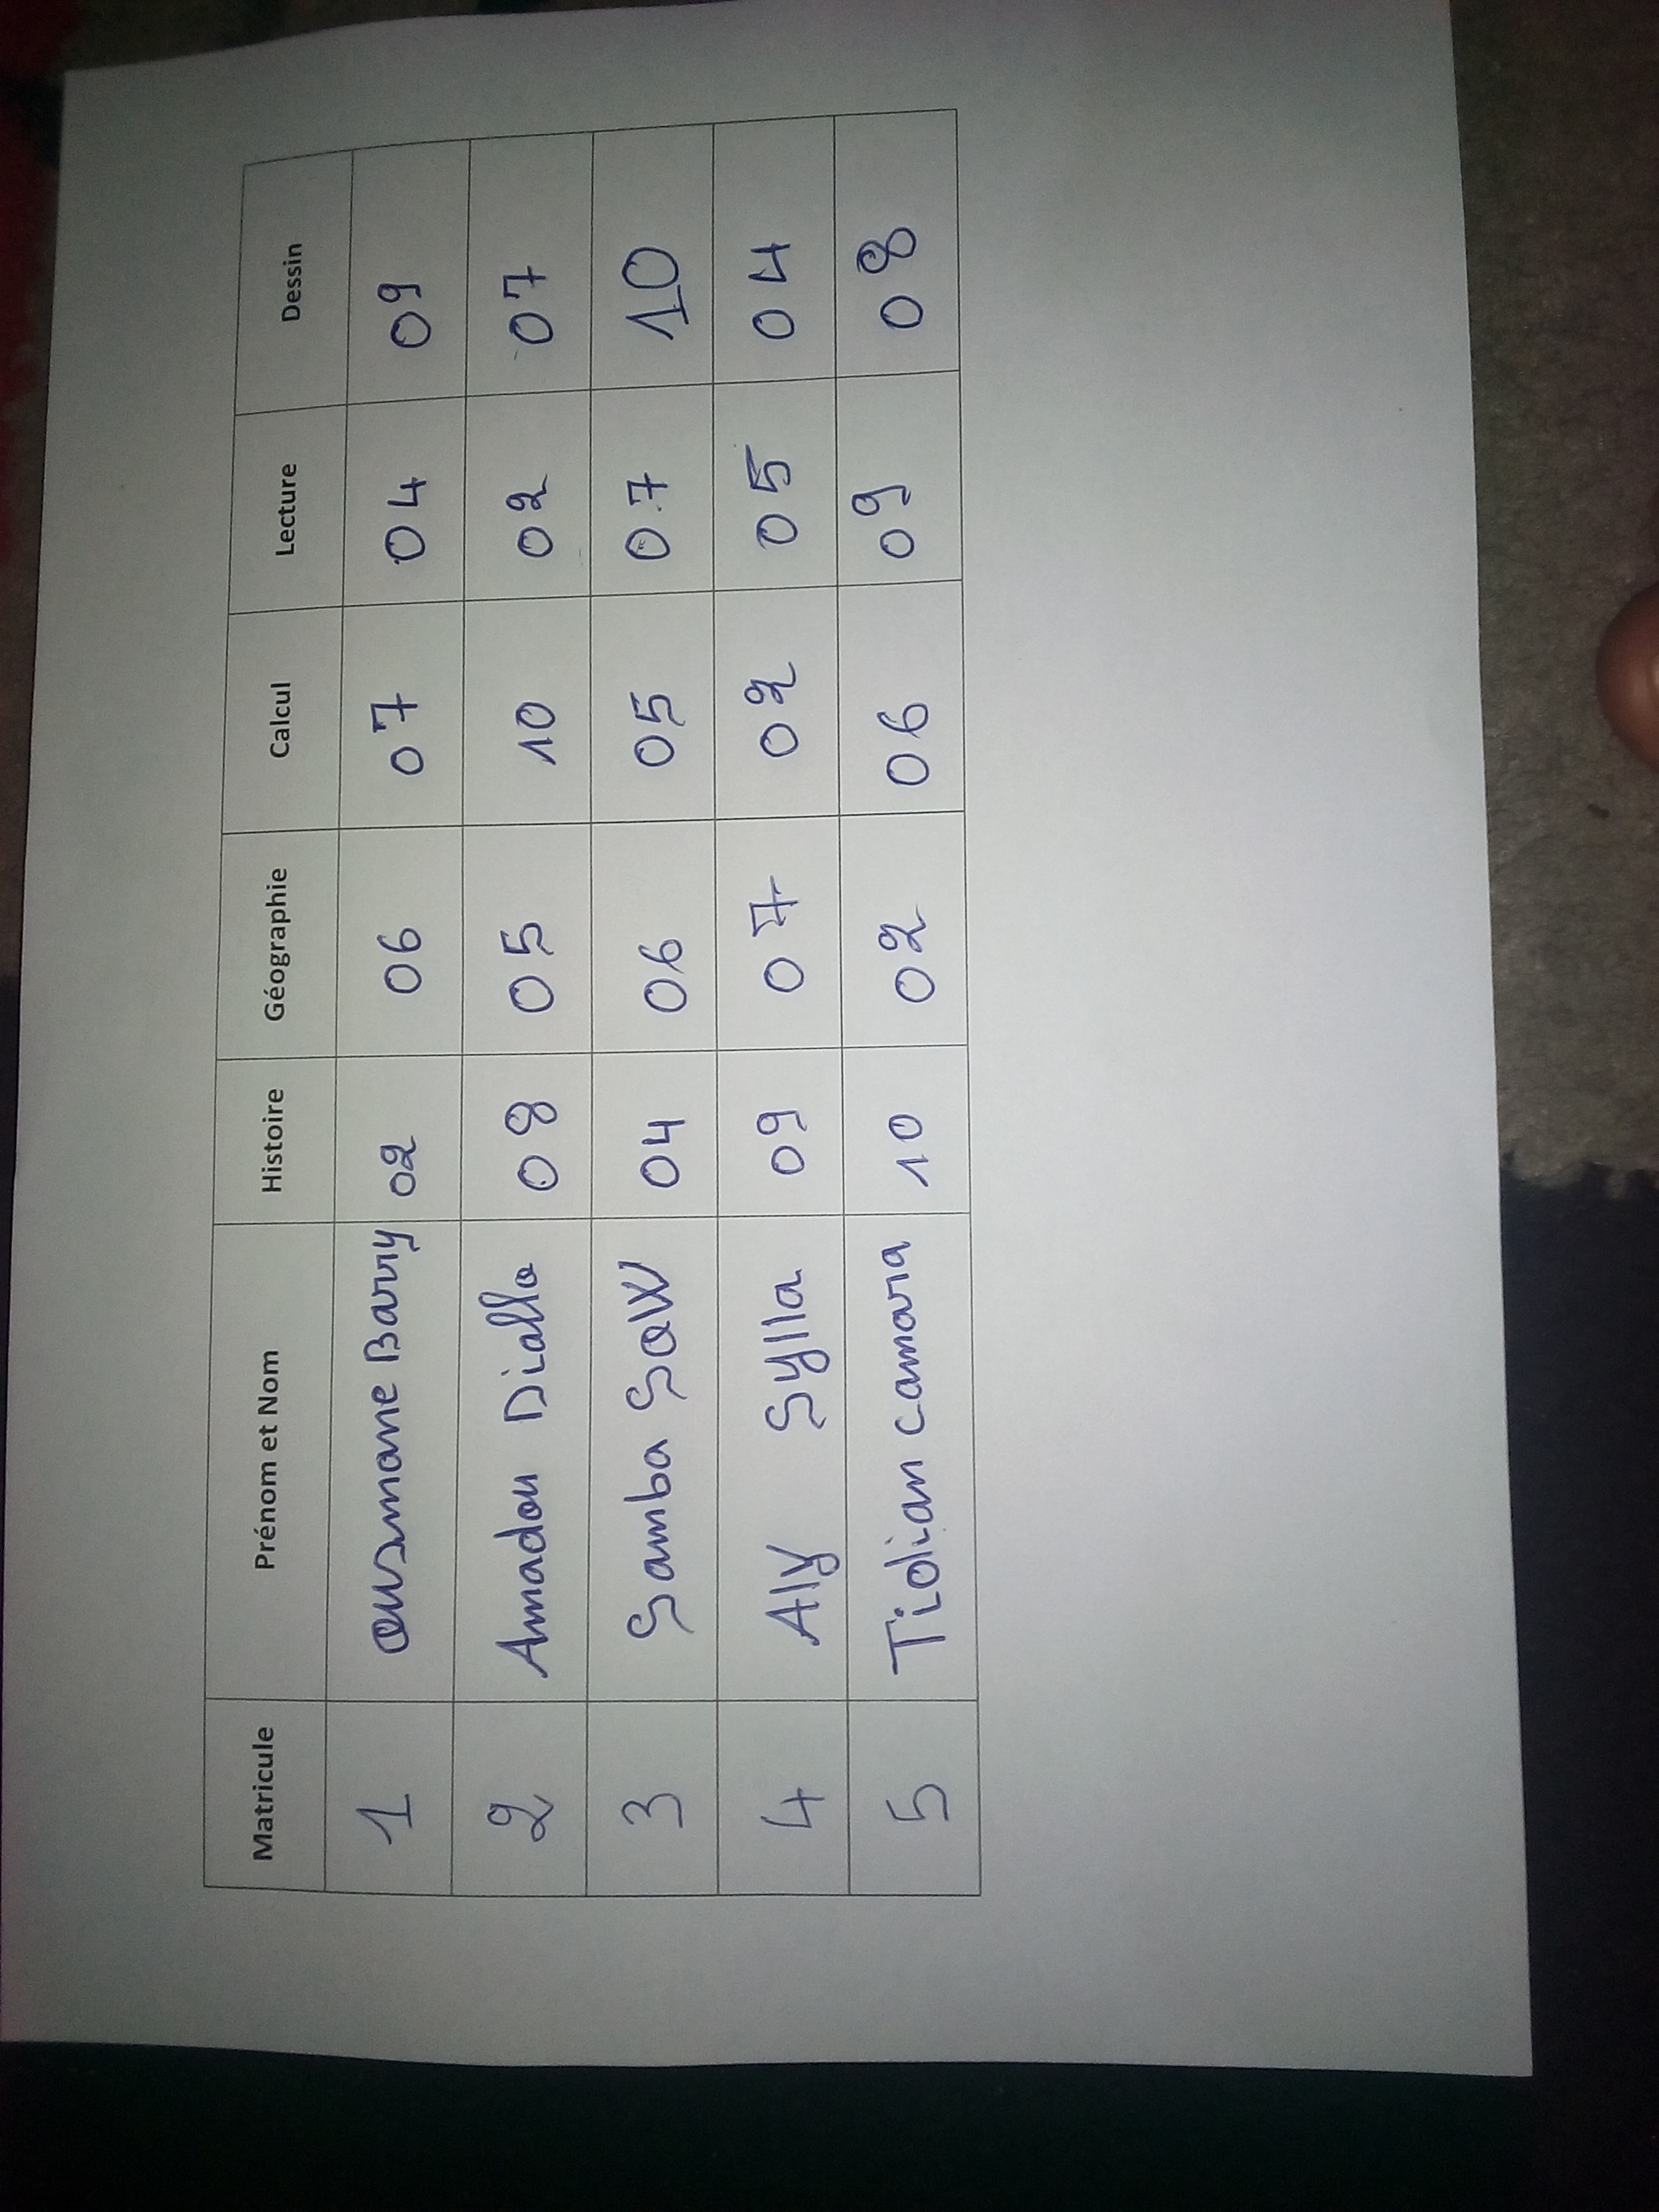 Matricule Prénom et Nom Histoire Géographie Calcul Lecture Dessin
1 Ousmane Barry 02 06 07 04 09
2 Amadou Diallo 08 05 10 02 07
3 Samba Sow 04 06 05 07 10
4 Aly Sylla 09 07 02 05 04
5 Tidian camara 10 02 06 09 08